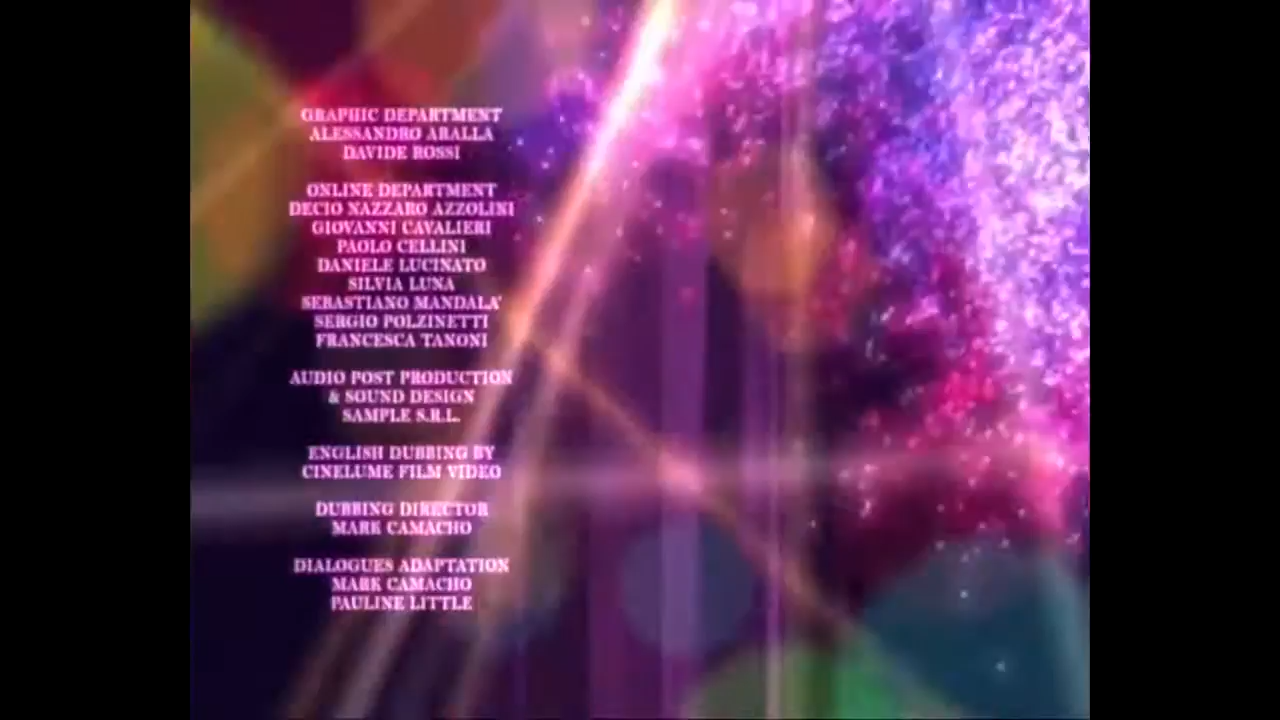 GRAPHIC DEPARTMENT
ALESSANDRO ABALLA
DAVIDE ROSSI
ONLINE DEPARTMENT
DECIO NAZZARO AZZOLINI
GIOVANNI CAVALIERI
PAOLO CELLINI
DANIELE LUCINATO
SILVIA LUNA
SEBASTIANO MANDALA'
SERGIO POLZINETTI
FRANCESCA TANONI
AUDIO POST PRODUCTION
& SOUND DESIGN
SAMPLE S.R.L.
ENGLISH DUBBING BY
CINELUME FILM VIDEO
DUBBING DIRECTOR
MARK CAMACHO
DIALOGUES ADAPTATION
MARK CAMACHO
PAULINE LITTLE